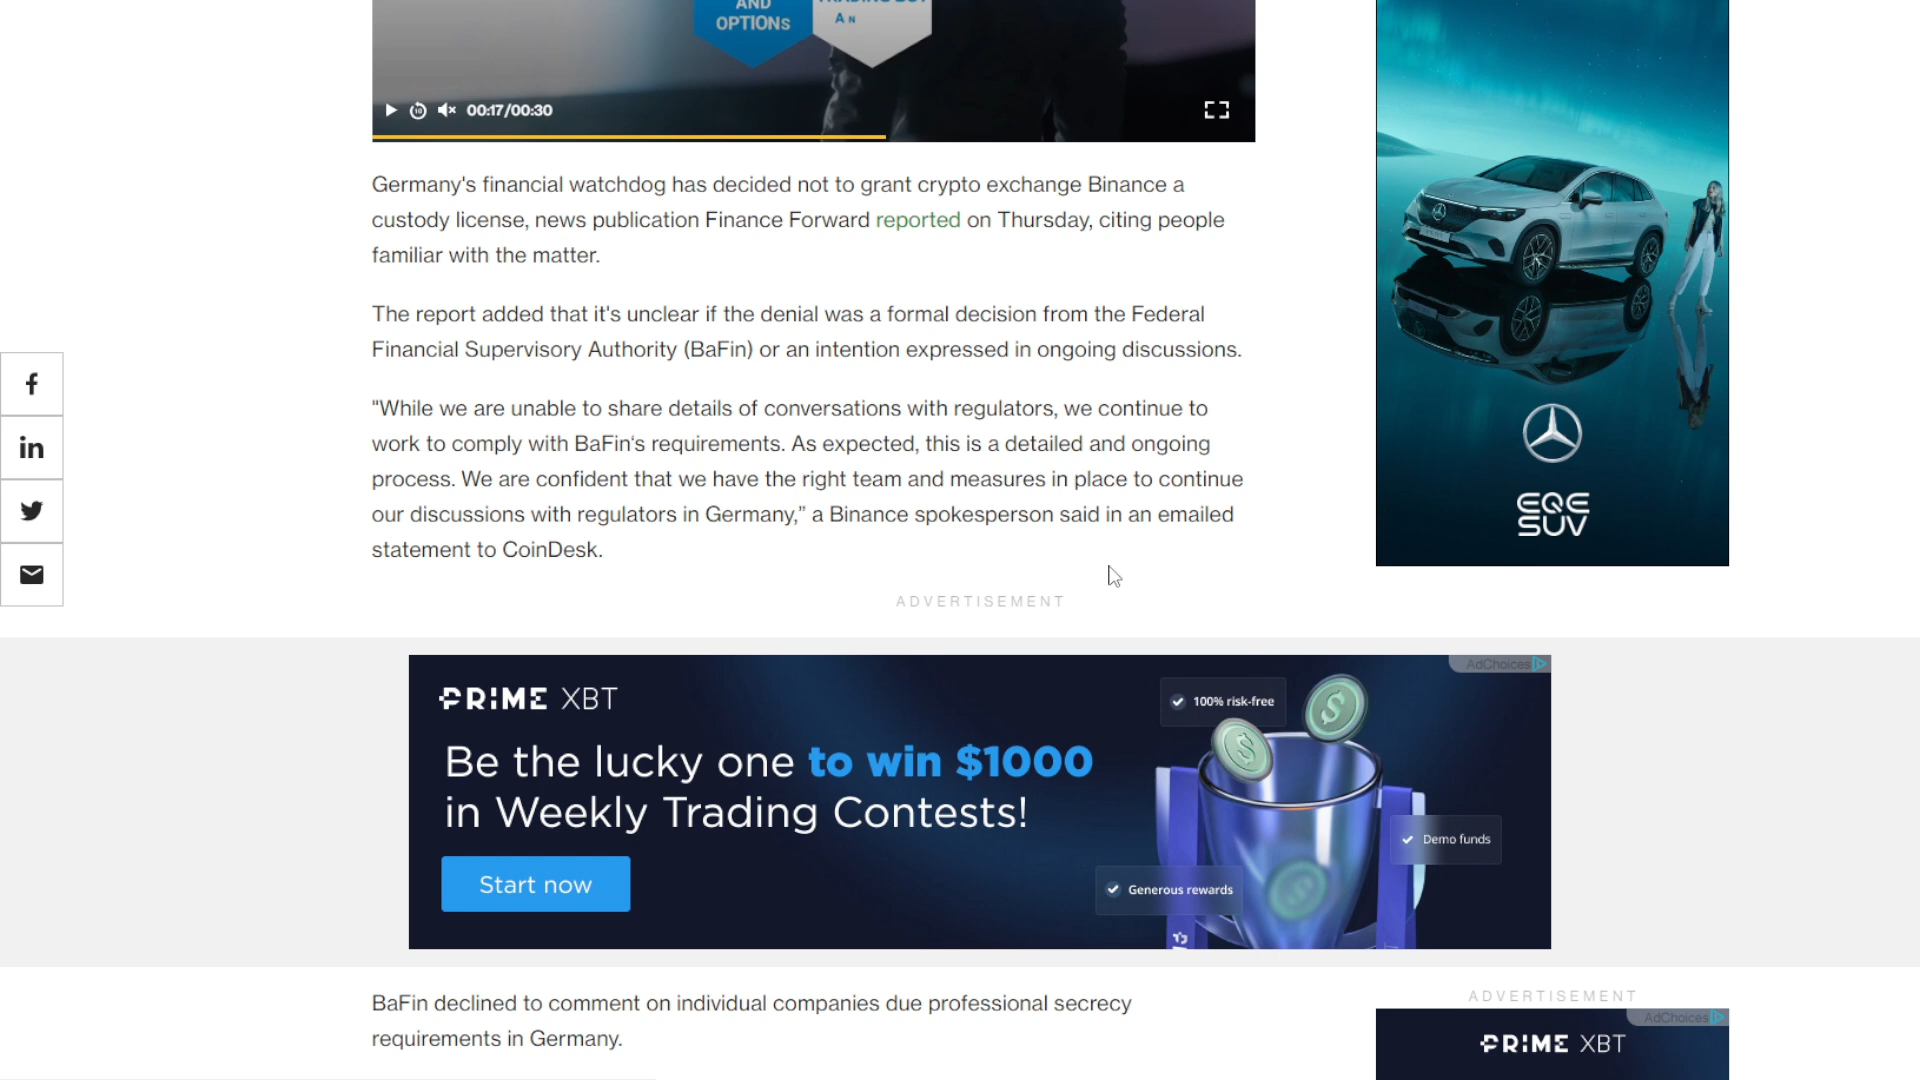 AND
OPTIONS
AN
00:17/00:30
Germany's financial watchdog has decided not to grant crypto exchange Binance a
custody license, news publication Finance Forward reported on Thursday, citing people
familiar with the matter.
The report added that it's unclear if the denial was a formal decision from the Federal
Financial Supervisory Authority (BaFin) or an intention expressed in ongoing discussions.
"While we are unable to share details of conversations with regulators, we continue to
work to comply with BaFin's requirements. As expected, this is a detailed and ongoing
process. We are confident that we have the right team and measures in place to continue
our discussions with regulators in Germany,” a Binance spokesperson said in an emailed
statement to CoinDesk.
EQE
SUV
ADVERTISEMENT
AdChoices
PRIME XBT
100% risk-free
Be the lucky one to win $1000
in Weekly Trading Contests!
Demo funds
Start now
Generous rewards
BaFin declined to comment on individual companies due professional secrecy
requirements in Germany.
ADVERTISEMENT
AdChoices
PRIME XBT